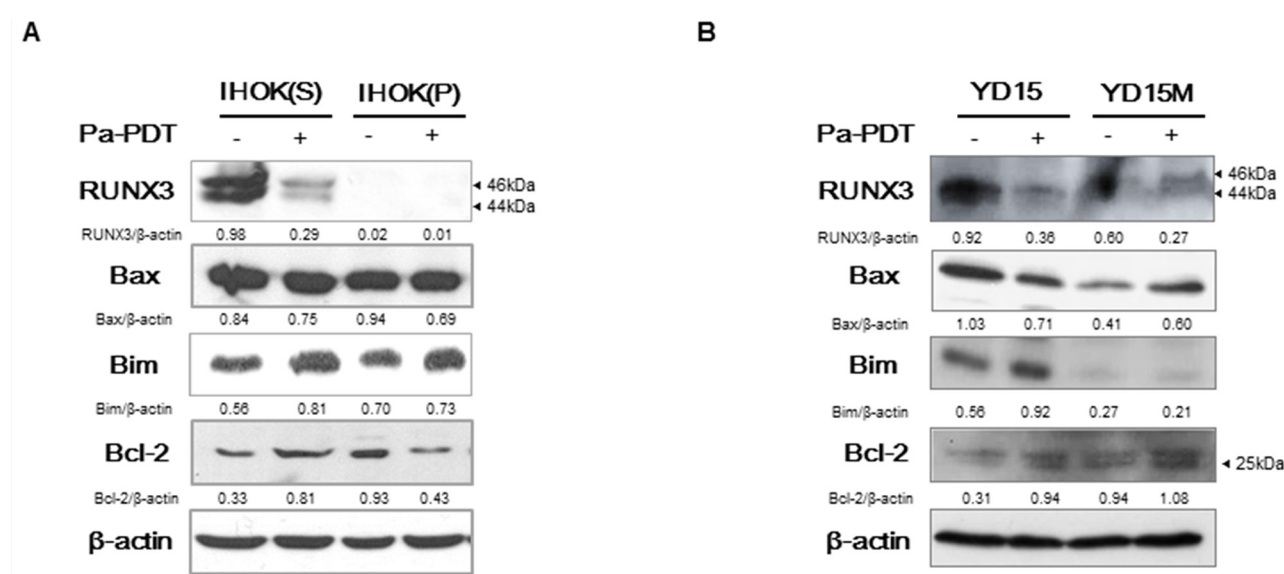 A
IHOK(S) IHOK(P)
Pa-PDT - + - +
RUNX3
46kDa
44kDa
RUNX3/β-actin 0.98 0.29 0.02 0.01
Bax
Bax/β-actin 0.84 0.75 0.94 0.69
Bim
Bim/β-actin 0.56 0.81 0.70 0.73
Bcl-2
Bcl-2/β-actin 0.33 0.81 0.93 0.43
β-actin
B
YD15 YD15M
Pa-PDT - + - +
RUNX3
46kDa
44kDa
RUNX3/β-actin 0.92 0.36 0.60 0.27
Bax
Bax/β-actin 1.03 0.71 0.41 0.60
Bim
Bim/β-actin 0.56 0.92 0.27 0.21
Bcl-2
25kDa
Bcl-2/β-actin 0.31 0.94 0.94 1.08
β-actin